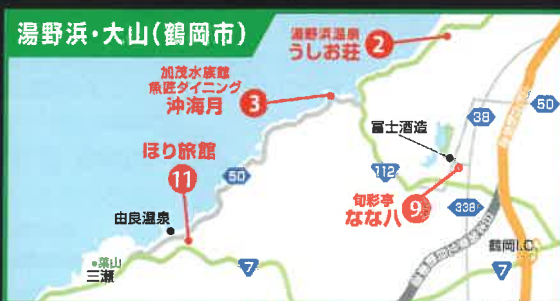 湯野浜・大山(鶴岡市)
湯野浜温泉
うしお荘
2
加茂水族館
魚匠ダイニング
沖海月
3
ほり旅館
11
50
由良温泉
三瀬
7
冨士酒造
112
旬彩亭
なな八
9
38
50
338
鶴岡I.C.
7